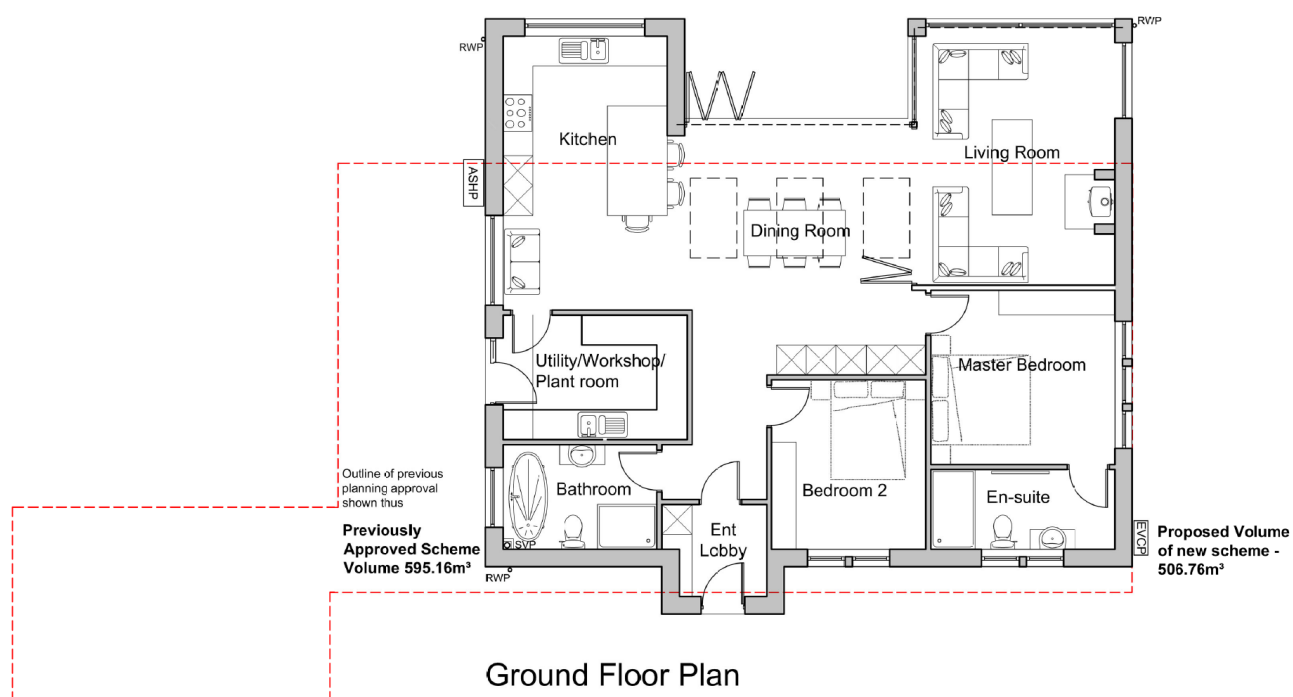 RWP
RWP
Kitchen
Living Room
ASHP
Dining Room
Utility/Workshop/
Plant room
Master Bedroom
Outline of previous
planning approval
shown thus
Bathroom
Bedroom 2
En-suite
Previously
Approved Scheme
Volume 595.16m³
SVP
Ent
Lobby
EVCP
Proposed Volume
of new scheme -
506.76m³
RWP
Ground Floor Plan